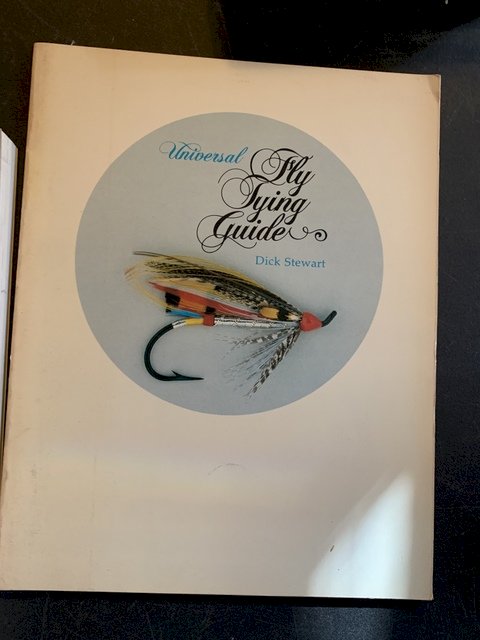 Universal Fly
Tying
Guide
Dick Stewart